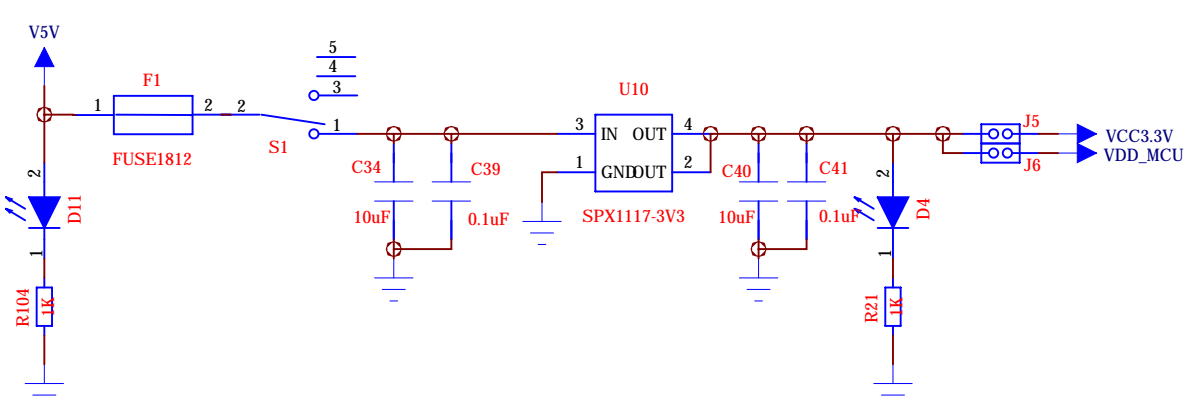 V5V
F1
1
2
FUSE1812
2
5
4
3
1
S1
C34
10uF
C39
0.1uF
U10
3
IN
OUT
4
1
GND
OUT
2
SPX1117-3V3
C40
10uF
C41
0.1uF
2
D11
1
R104
1K
2
D4
1
R21
1K
J5
VCC3.3V
VDD_MCU
J6